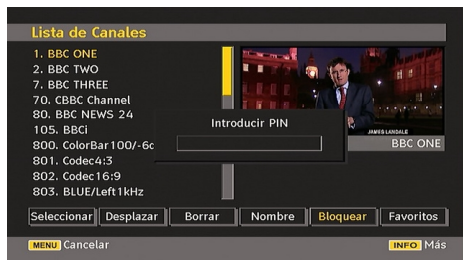 Lista de Canales
1. BBC ONE
2. BBC TWO
7. BBC THREE
70. CBBC Channel
80. BBC NEWS 24
105. BBCi
800. ColorBar100/-6d
801. Codec4:3
802. Codec16:9
803. BLUE/Left1kHz
Introducir PIN
JAMES LANDALE
BBC ONE
Seleccionar Desplazar Borrar Nombre Bloquear Favoritos
MENU Cancelar INFO Más